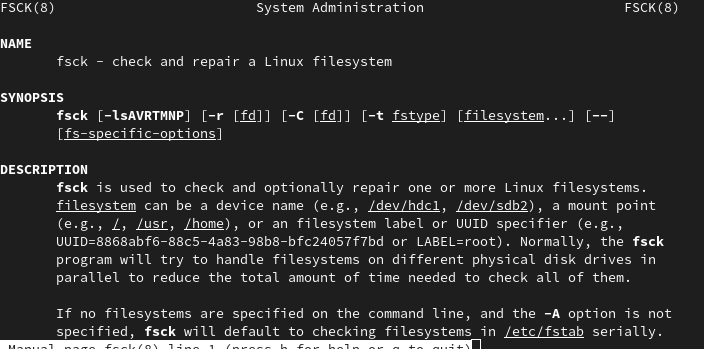 FSCK(8) System Administration FSCK(8)
NAME
fsck - check and repair a Linux filesystem
SYNOPSIS
fsck [-lsAVRTMNP] [-r [fd]] [-C [fd]] [-t fstype] [filesystem...] [--]
[fs-specific-options]
DESCRIPTION
fsck is used to check and optionally repair one or more Linux filesystems.
filesystem can be a device name (e.g., /dev/hdc1, /dev/sdb2), a mount point
(e.g., /, /usr, /home), or an filesystem label or UUID specifier (e.g.,
UUID=8868abf6-88c5-4a83-98b8-bfc24057f7bd or LABEL=root). Normally, the fsck
program will try to handle filesystems on different physical disk drives in
parallel to reduce the total amount of time needed to check all of them.
If no filesystems are specified on the command line, and the -A option is not
specified, fsck will default to checking filesystems in /etc/fstab serially.
Manual page fsck(8) line 1 (press h for help or q to quit)